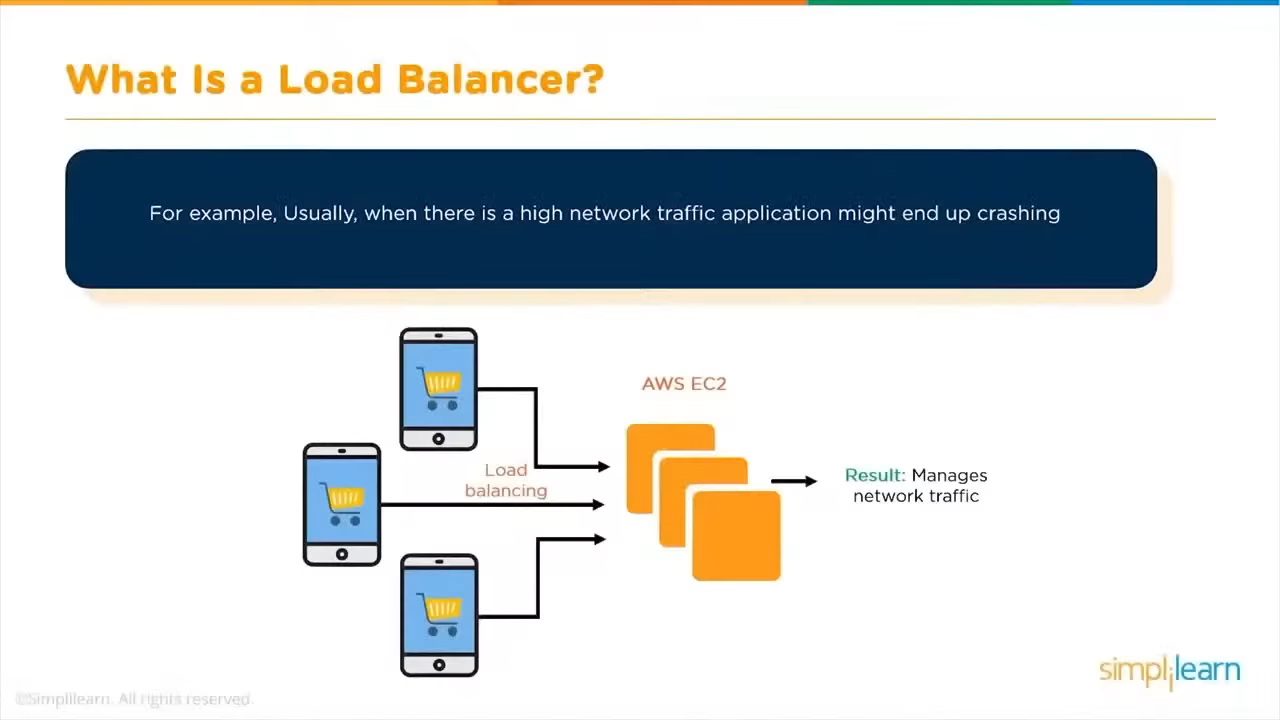 What Is a Load Balancer?
For example, Usually, when there is a high network traffic application might end up crashing
AWS EC2
Load
balancing
Result: Manages
network traffic
simplilearn
©Simplilearn. All rights reserved.